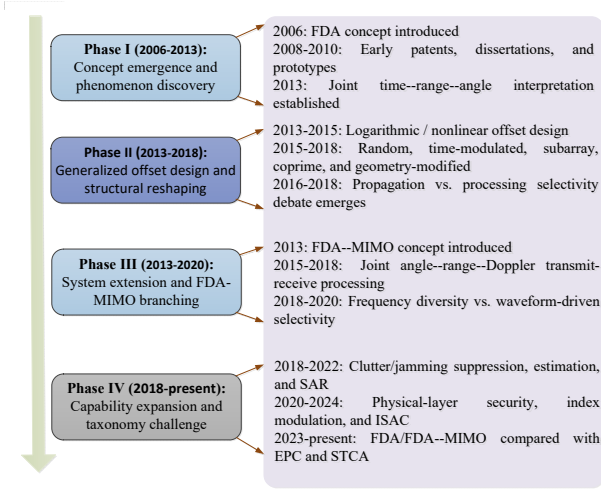 Phase I (2006-2013):
Concept emergence and
phenomenon discovery
2006: FDA concept introduced
2008-2010: Early patents, dissertations, and
prototypes
2013: Joint time--range--angle interpretation
established
Phase II (2013-2018):
Generalized offset design and
structural reshaping
2013-2015: Logarithmic / nonlinear offset design
2015-2018: Random, time-modulated, subarray,
coprime, and geometry-modified
2016-2018: Propagation vs. processing selectivity
debate emerges
Phase III (2013-2020):
System extension and FDA-
MIMO branching
2013: FDA--MIMO concept introduced
2015-2018: Joint angle--range--Doppler transmit-
receive processing
2018-2020: Frequency diversity vs. waveform-driven
selectivity
Phase IV (2018-present):
Capability expansion and
taxonomy challenge
2018-2022: Clutter/jamming suppression, estimation,
and SAR
2020-2024: Physical-layer security, index
modulation, and ISAC
2023-present: FDA/FDA--MIMO compared with
EPC and STCA